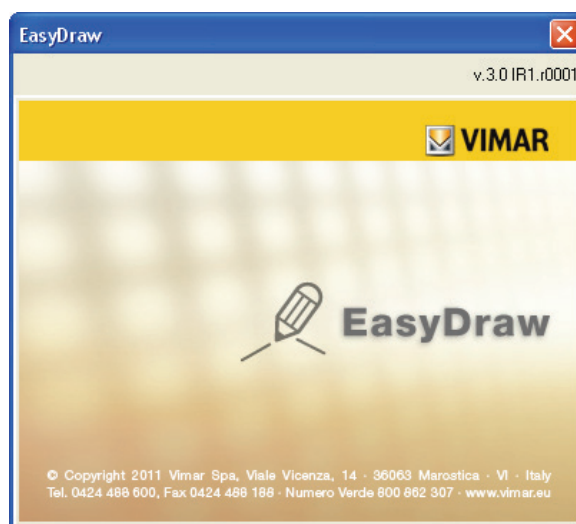 EasyDraw
v.3.0 IR1.r0001
VIMAR
EasyDraw
© Copyright 2011 Vimar Spa, Viale Vicenza, 14 · 36063 Marostica · VI · Italy
Tel. 0424 488 600, Fax 0424 488 188 · Numero Verde 800 862 307 · www.vimar.eu